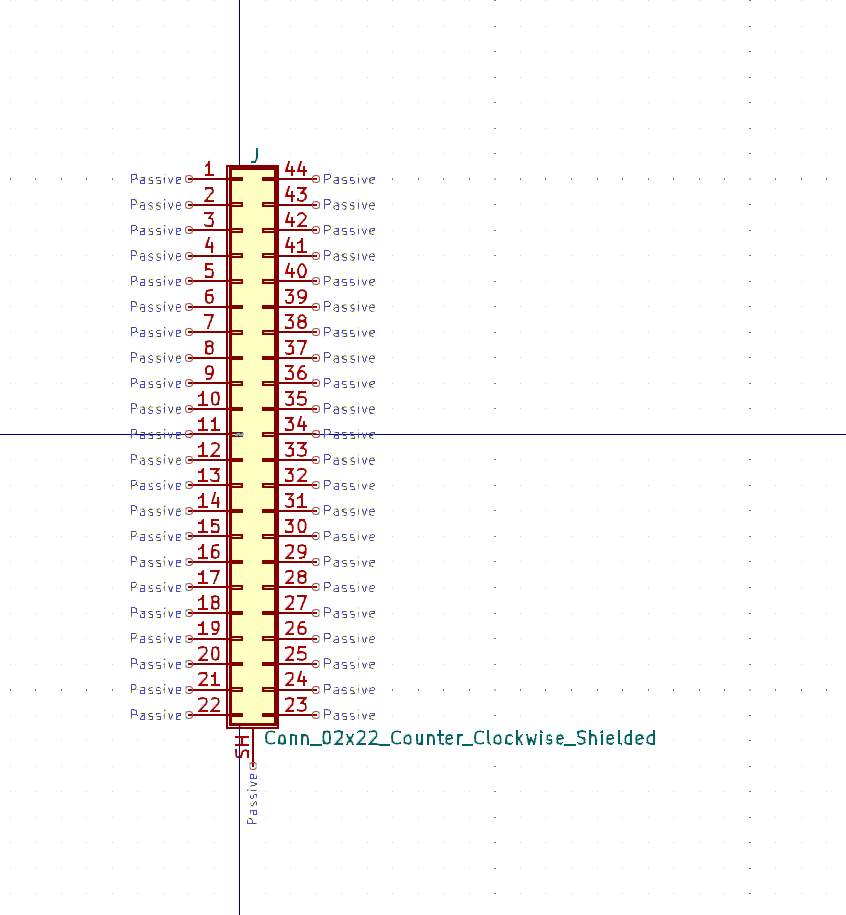 J
Passive 1 44 Passive
Passive 2 43 Passive
Passive 3 42 Passive
Passive 4 41 Passive
Passive 5 40 Passive
Passive 6 39 Passive
Passive 7 38 Passive
Passive 8 37 Passive
Passive 9 36 Passive
Passive 10 35 Passive
Passive 11 34 Passive
Passive 12 33 Passive
Passive 13 32 Passive
Passive 14 31 Passive
Passive 15 30 Passive
Passive 16 29 Passive
Passive 17 28 Passive
Passive 18 27 Passive
Passive 19 26 Passive
Passive 20 25 Passive
Passive 21 24 Passive
Passive 22 23 Passive
SH
Conn_02x22_Counter_Clockwise_Shielded
Passive